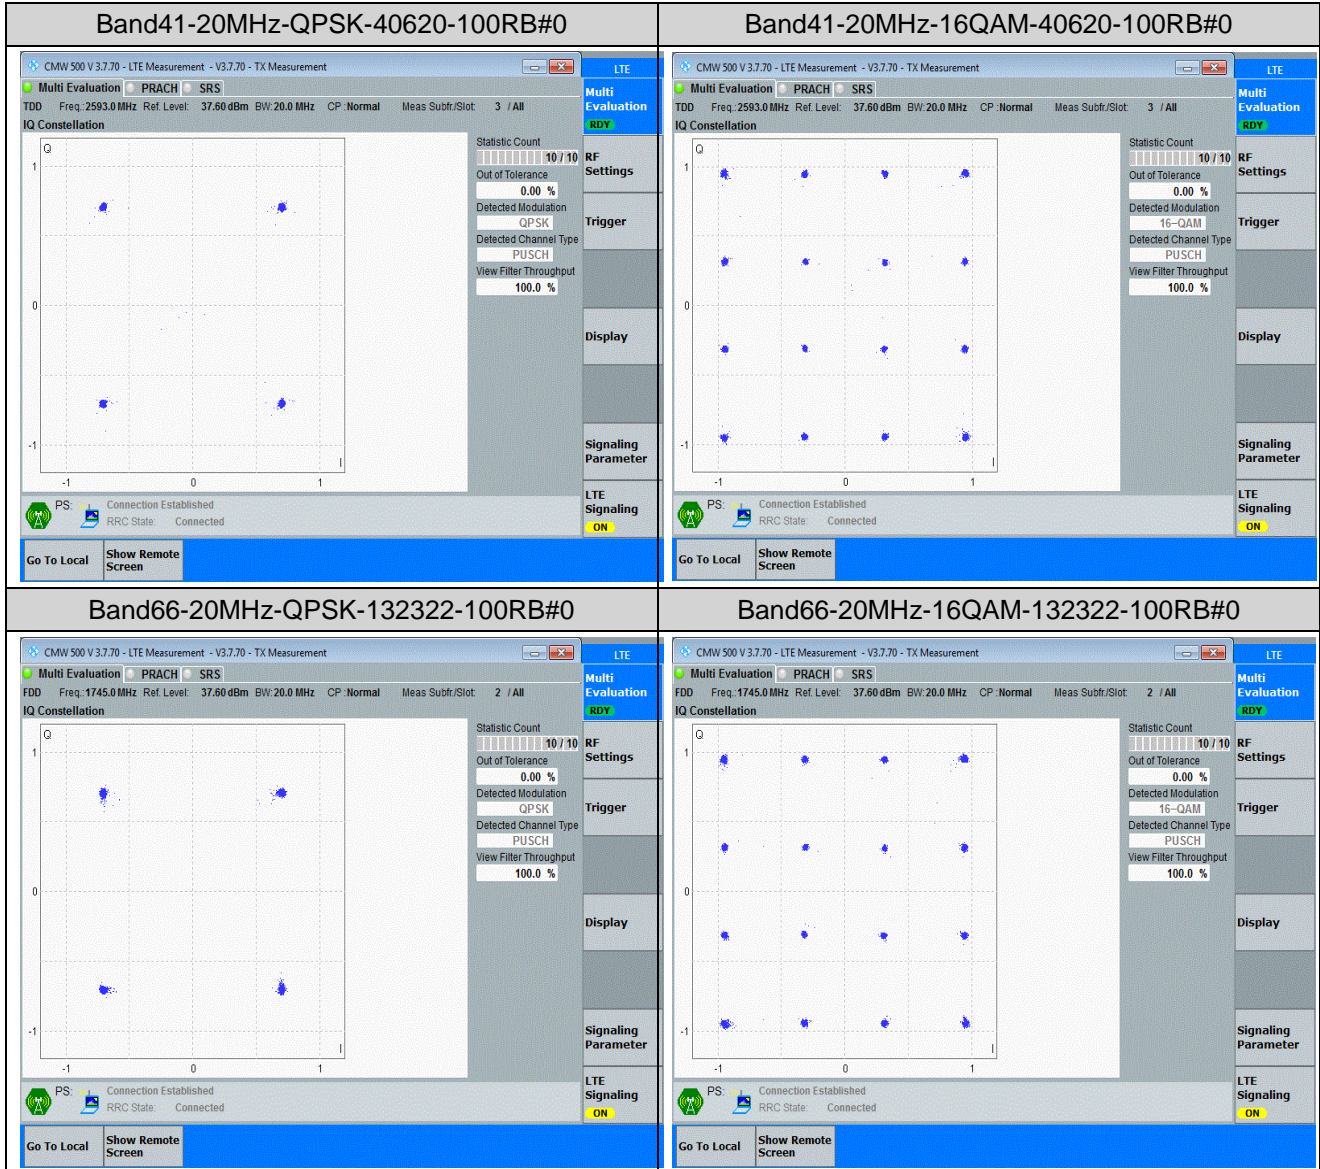 Band41-20MHz-QPSK-40620-100RB#0
CMW 500 V 3.7.70 - LTE Measurement - V3.7.70 - TX Measurement
LTE
Multi Evaluation PRACH SRS
TDD Freq.:2593.0 MHz Ref. Level: 37.60 dBm BW:20.0 MHz CP :Normal Meas Subfr./Slot: 3 / All
IQ Constellation
Q
1
0
-1
-1 0 1
I
Statistic Count
10 / 10
Out of Tolerance
0.00 %
Detected Modulation
QPSK
Detected Channel Type
PUSCH
View Filter Throughput
100.0 %
Multi
Evaluation
RDY
RF
Settings
Trigger
Display
Signaling
Parameter
LTE
Signaling
ON
PS:
Connection Established
RRC State: Connected
Go To Local
Show Remote
Screen
Band41-20MHz-16QAM-40620-100RB#0
CMW 500 V 3.7.70 - LTE Measurement - V3.7.70 - TX Measurement
LTE
Multi Evaluation PRACH SRS
TDD Freq.:2593.0 MHz Ref. Level: 37.60 dBm BW:20.0 MHz CP :Normal Meas Subfr./Slot: 3 / All
IQ Constellation
Q
1
0
-1
-1 0 1
I
Statistic Count
10 / 10
Out of Tolerance
0.00 %
Detected Modulation
16-QAM
Detected Channel Type
PUSCH
View Filter Throughput
100.0 %
Multi
Evaluation
RDY
RF
Settings
Trigger
Display
Signaling
Parameter
LTE
Signaling
ON
PS:
Connection Established
RRC State: Connected
Go To Local
Show Remote
Screen
Band66-20MHz-QPSK-132322-100RB#0
CMW 500 V 3.7.70 - LTE Measurement - V3.7.70 - TX Measurement
LTE
Multi Evaluation PRACH SRS
FDD Freq.:1745.0 MHz Ref. Level: 37.60 dBm BW:20.0 MHz CP :Normal Meas Subfr./Slot: 2 / All
IQ Constellation
Q
1
0
-1
-1 0 1
I
Statistic Count
10 / 10
Out of Tolerance
0.00 %
Detected Modulation
QPSK
Detected Channel Type
PUSCH
View Filter Throughput
100.0 %
Multi
Evaluation
RDY
RF
Settings
Trigger
Display
Signaling
Parameter
LTE
Signaling
ON
PS:
Connection Established
RRC State: Connected
Go To Local
Show Remote
Screen
Band66-20MHz-16QAM-132322-100RB#0
CMW 500 V 3.7.70 - LTE Measurement - V3.7.70 - TX Measurement
LTE
Multi Evaluation PRACH SRS
FDD Freq.:1745.0 MHz Ref. Level: 37.60 dBm BW:20.0 MHz CP :Normal Meas Subfr./Slot: 2 / All
IQ Constellation
Q
1
0
-1
-1 0 1
I
Statistic Count
10 / 10
Out of Tolerance
0.00 %
Detected Modulation
16-QAM
Detected Channel Type
PUSCH
View Filter Throughput
100.0 %
Multi
Evaluation
RDY
RF
Settings
Trigger
Display
Signaling
Parameter
LTE
Signaling
ON
PS:
Connection Established
RRC State: Connected
Go To Local
Show Remote
Screen